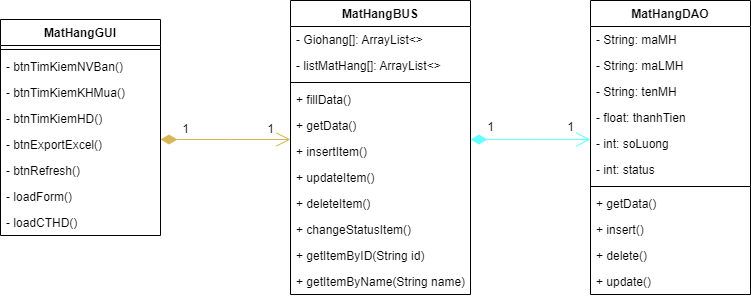 MatHangGUI
- btnTimKiemNVBan()
- btnTimKiemKHMua()
- btnTimKiemHD()
- btnExportExcel()
- btnRefresh()
- loadForm()
- loadCTHD()
1
1
MatHangBUS
- Giohang[]: ArrayList<>
- listMatHang[]: ArrayList<>
+ fillData()
+ getData()
+ insertItem()
+ updateItem()
+ deleteItem()
+ changeStatusItem()
+ getItemByID(String id)
+ getItemByName(String name)
1
1
MatHangDAO
- String: maMH
- String: maLMH
- String: tenMH
- float: thanhTien
- int: soLuong
- int: status
+ getData()
+ insert()
+ delete()
+ update()